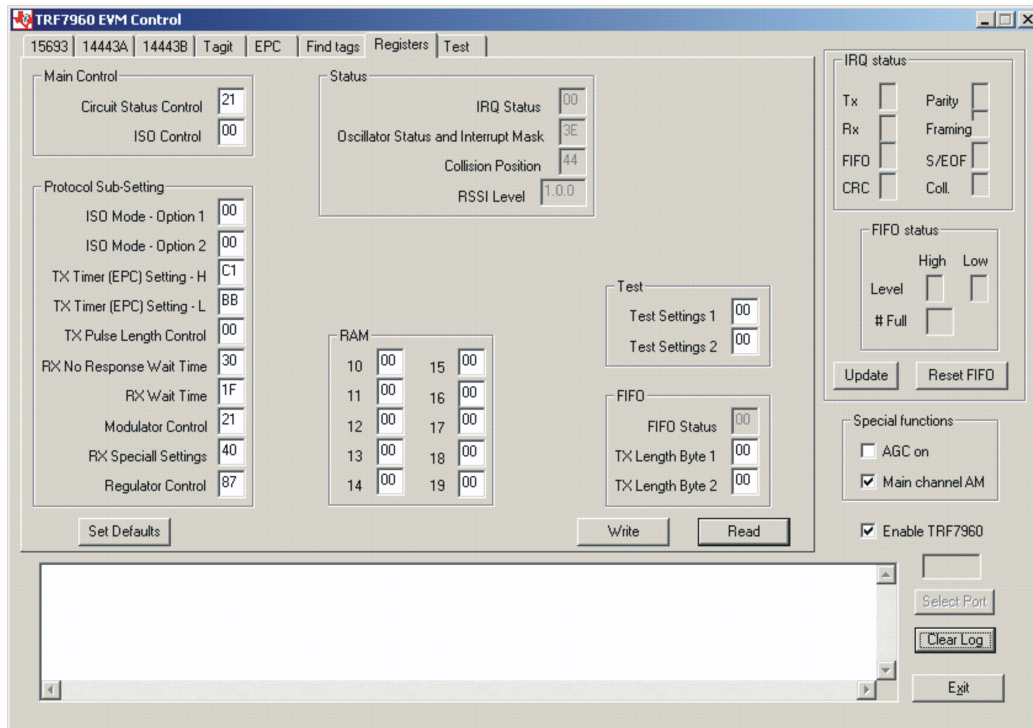 TRF7960 EVM Control
15693 14443A 14443B Tagit EPC Find tags Registers Test
Main Control
Circuit Status Control 21
ISO Control 00
Protocol Sub-Setting
ISO Mode - Option 1 00
ISO Mode - Option 2 00
TX Timer (EPC) Setting - H C1
TX Timer (EPC) Setting - L BB
TX Pulse Length Control 00
RX No Response Wait Time 30
RX Wait Time 1F
Modulator Control 21
RX Speciall Settings 40
Regulator Control 87
Set Defaults
Status
IRQ Status 00
Oscillator Status and Interrupt Mask 3E
Collision Position 44
RSSI Level 1.0.0
RAM
10 00 15 00
11 00 16 00
12 00 17 00
13 00 18 00
14 00 19 00
Test
Test Settings 1 00
Test Settings 2 00
FIFO
FIFO Status 00
TX Length Byte 1 00
TX Length Byte 2 00
Write Read
IRQ status
Tx Parity
Rx Framing
FIFO S/EOF
CRC Coll.
FIFO status
High Low
Level
# Full
Update Reset FIFO
Special functions
AGC on
Main channel AM
Enable TRF7960
Select Port
Clear Log
Exit